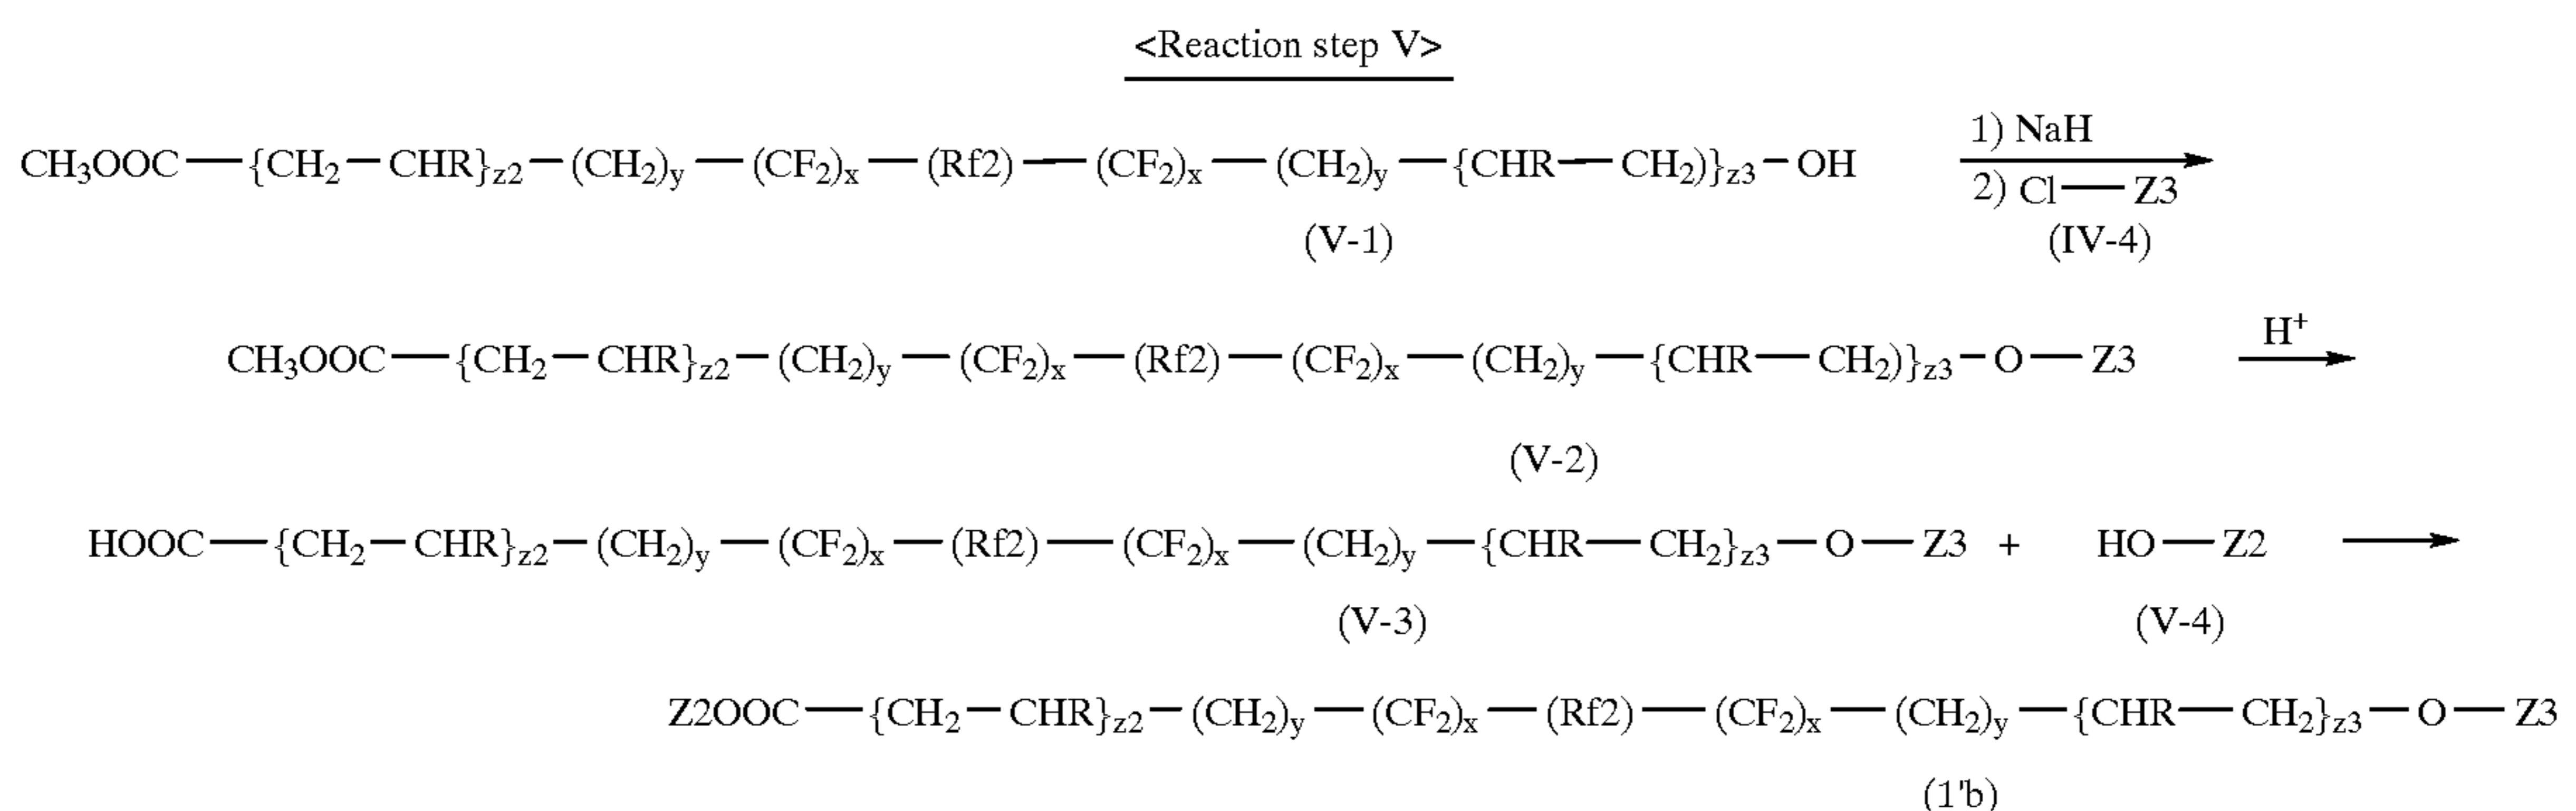 <Reaction step V>
CH₃OOC—{CH₂—CHR}z2—(CH₂)y—(CF₂)x—(Rf2)—(CF₂)x—(CH₂)y—{CHR—CH₂)}z3—OH
1) NaH
2) Cl—Z3
(V-1)
(IV-4)
CH₃OOC—{CH₂—CHR}z2—(CH₂)y—(CF₂)x—(Rf2)—(CF₂)x—(CH₂)y—{CHR—CH₂)}z3—O—Z3
H⁺
(V-2)
HOOC—{CH₂—CHR}z2—(CH₂)y—(CF₂)x—(Rf2)—(CF₂)x—(CH₂)y—{CHR—CH₂}z3—O—Z3 + HO—Z2
(V-3) (V-4)
Z2OOC—{CH₂—CHR}z2—(CH₂)y—(CF₂)x—(Rf2)—(CF₂)x—(CH₂)y—{CHR—CH₂}z3—O—Z3
(1'b)